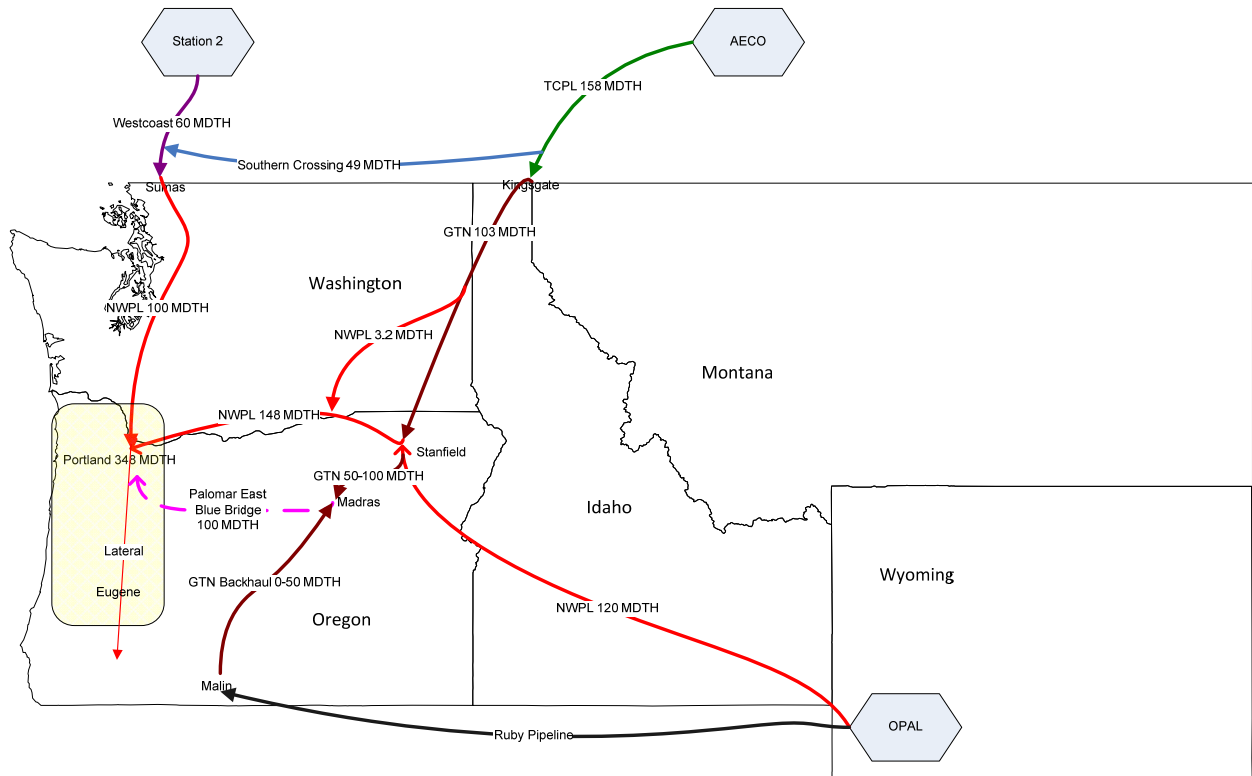 Station 2
AECO
TCPL 158 MDTH
Westcoast 60 MDTH
Southern Crossing 49 MDTH
Sumas
Kingsgate
GTN 103 MDTH
Washington
NWPL 100 MDTH
NWPL 3.2 MDTH
Montana
NWPL 148 MDTH
Stanfield
Portland 348 MDTH
GTN 50-100 MDTH
Palomar East
Blue Bridge
100 MDTH
Madras
Idaho
Lateral
Wyoming
GTN Backhaul 0-50 MDTH
Eugene
NWPL 120 MDTH
Oregon
Malin
OPAL
Ruby Pipeline